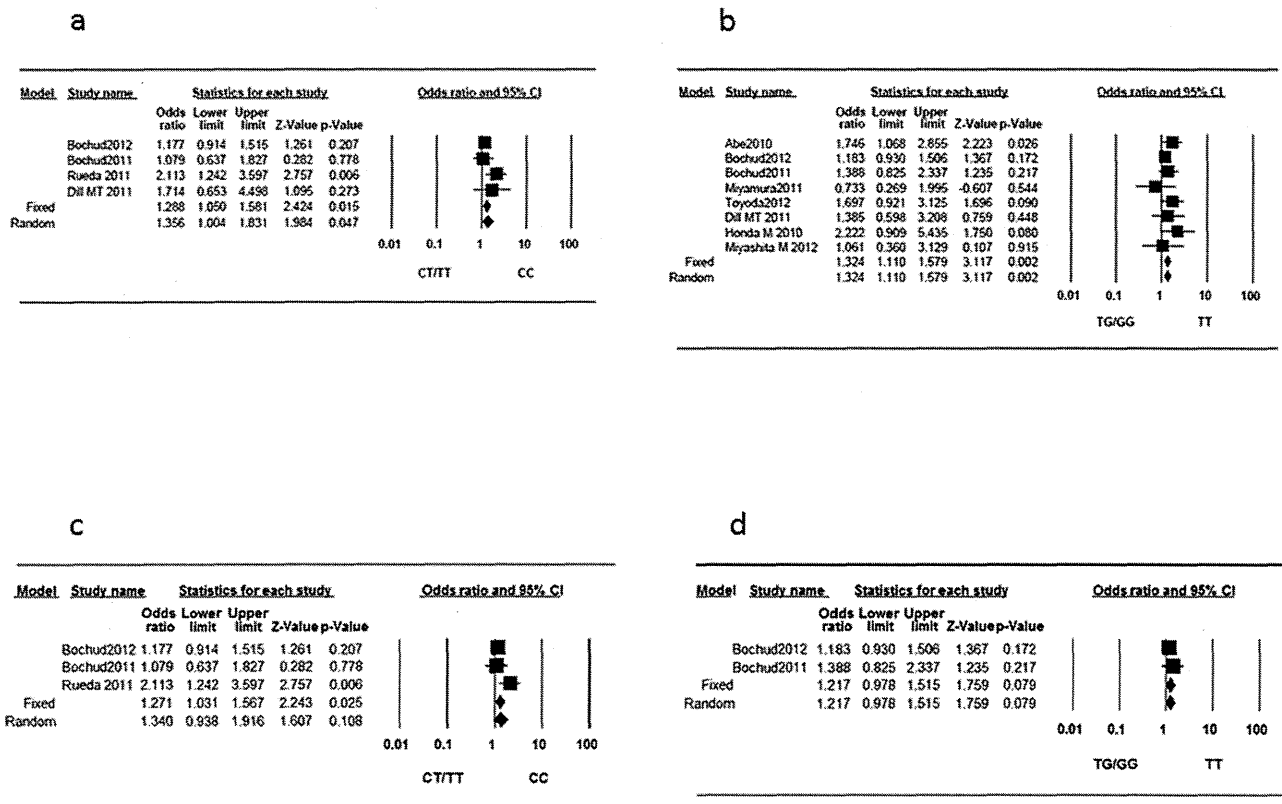 a
Model Study name Statistics for each study Odds ratio and 95% CI
Odds ratio Lower limit Upper limit Z-Value p-Value
Bochud2012 1.177 0.914 1.515 1.261 0.207
Bochud2011 1.079 0.637 1.827 0.282 0.778
Rueda 2011 2.113 1.242 3.597 2.757 0.006
Dill MT 2011 1.714 0.653 4.498 1.095 0.273
Fixed 1.288 1.050 1.581 2.424 0.015
Random 1.356 1.004 1.831 1.984 0.047
0.01 0.1 1 10 100
CT/TT CC
b
Model Study name Statistics for each study Odds ratio and 95% CI
Odds ratio Lower limit Upper limit Z-Value p-Value
Abe2010 1.746 1.068 2.855 2.223 0.026
Bochud2012 1.183 0.930 1.506 1.367 0.172
Bochud2011 1.388 0.825 2.337 1.235 0.217
Miyamura2011 0.733 0.269 1.995 -0.607 0.544
Toyoda2012 1.697 0.921 3.125 1.696 0.090
Dill MT 2011 1.385 0.598 3.208 0.759 0.448
Honda M 2010 2.222 0.909 5.435 1.750 0.080
Miyashita M 2012 1.061 0.360 3.129 0.107 0.915
Fixed 1.324 1.110 1.579 3.117 0.002
Random 1.324 1.110 1.579 3.117 0.002
0.01 0.1 1 10 100
TG/GG TT
c
Model Study name Statistics for each study Odds ratio and 95% CI
Odds ratio Lower limit Upper limit Z-Value p-Value
Bochud2012 1.177 0.914 1.515 1.261 0.207
Bochud2011 1.079 0.637 1.827 0.282 0.778
Rueda 2011 2.113 1.242 3.597 2.757 0.006
Fixed 1.271 1.031 1.567 2.243 0.025
Random 1.340 0.938 1.916 1.607 0.108
0.01 0.1 1 10 100
CT/TT CC
d
Model Study name Statistics for each study Odds ratio and 95% CI
Odds ratio Lower limit Upper limit Z-Value p-Value
Bochud2012 1.183 0.930 1.506 1.367 0.172
Bochud2011 1.388 0.825 2.337 1.235 0.217
Fixed 1.217 0.978 1.515 1.759 0.079
Random 1.217 0.978 1.515 1.759 0.079
0.01 0.1 1 10 100
TG/GG TT